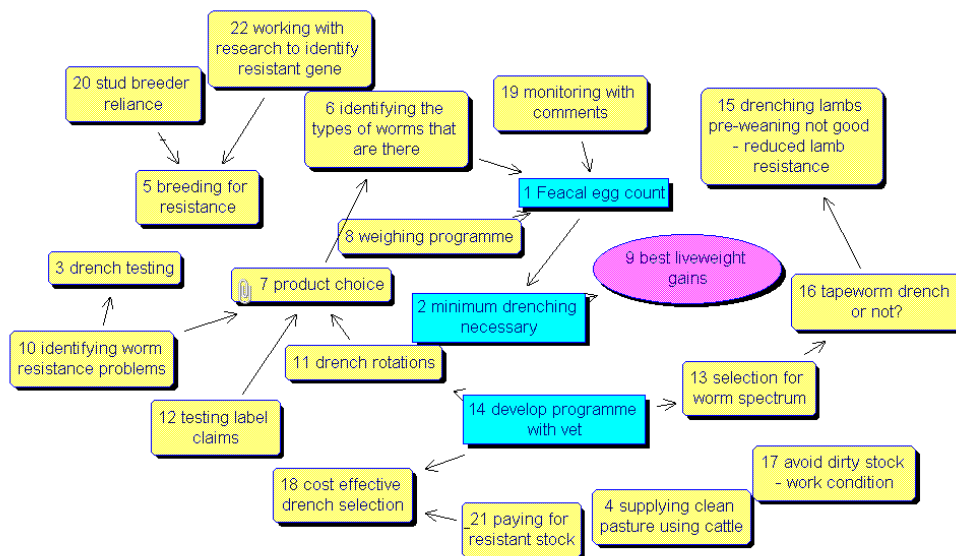 22 working with
research to identify
resistant gene
20 stud breeder
reliance
6 identifying the
types of worms that
are there
19 monitoring with
comments
15 drenching lambs
pre-weaning not good
- reduced lamb
resistance
5 breeding for
resistance
1 Feacal egg count
8 weighing programme
9 best liveweight
gains
3 drench testing
7 product choice
2 minimum drenching
necessary
16 tapeworm drench
or not?
10 identifying worm
resistance problems
11 drench rotations
13 selection for
worm spectrum
12 testing label
claims
14 develop programme
with vet
17 avoid dirty stock
- work condition
18 cost effective
drench selection
4 supplying clean
pasture using cattle
_21 paying for
resistant stock